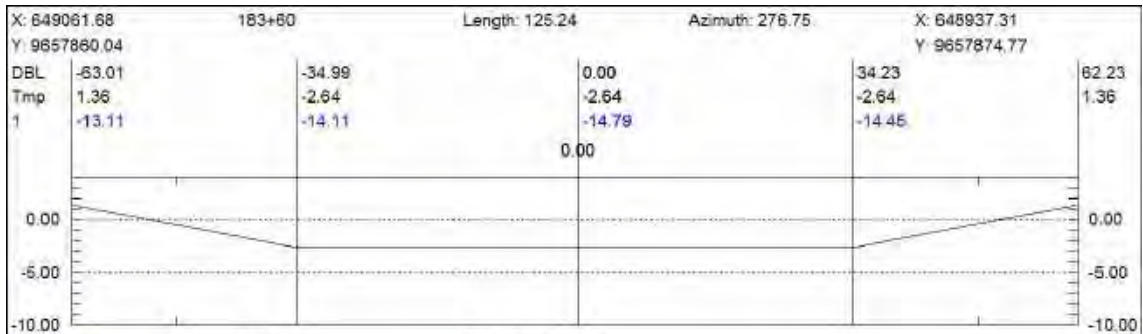 X: 649061.68 183+60 Length: 125.24 Azimuth: 276.75 X: 648937.31
Y: 9657860.04 Y: 9657874.77
DBL -63.01 -34.99 0.00 34.23 62.23
Tmp 1.36 -2.64 -2.64 -2.64 1.36
1 -13.11 -14.11 -14.79 -14.45
0.00
0.00 0.00
-5.00 -5.00
-10.00 -10.00